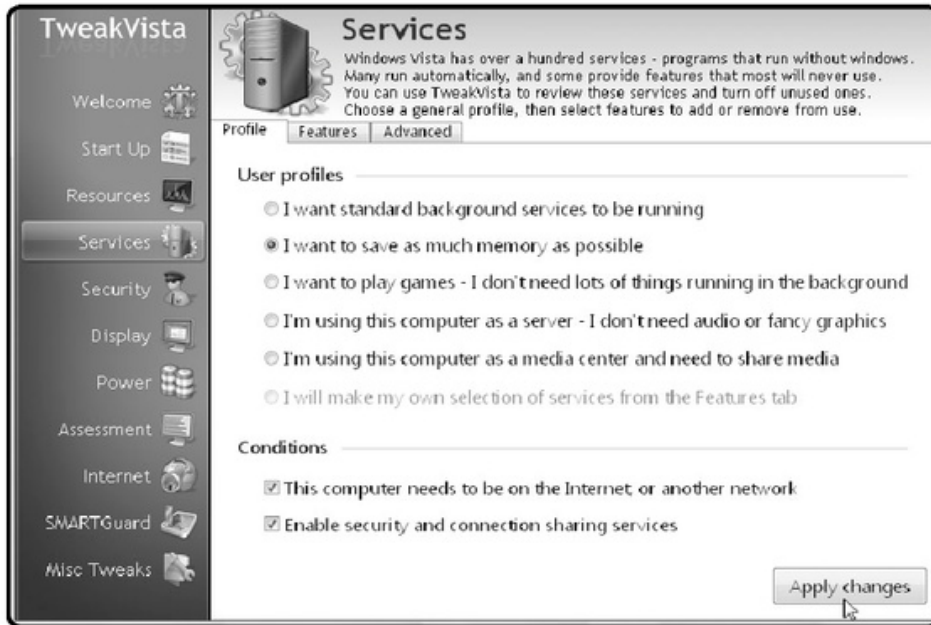 TweakVista
Welcome
Start Up
Resources
Services
Security
Display
Power
Assessment
Internet
SMARTGuard
Misc Tweaks
Services
Windows Vista has over a hundred services - programs that run without windows.
Many run automatically, and some provide features that most will never use.
You can use TweakVista to review these services and turn off unused ones.
Choose a general profile, then select features to add or remove from use.
Profile Features Advanced
User profiles
I want standard background services to be running
I want to save as much memory as possible
I want to play games - I don't need lots of things running in the background
I'm using this computer as a server - I don't need audio or fancy graphics
I'm using this computer as a media center and need to share media
I will make my own selection of services from the Features tab
Conditions
This computer needs to be on the Internet, or another network
Enable security and connection sharing services
Apply changes